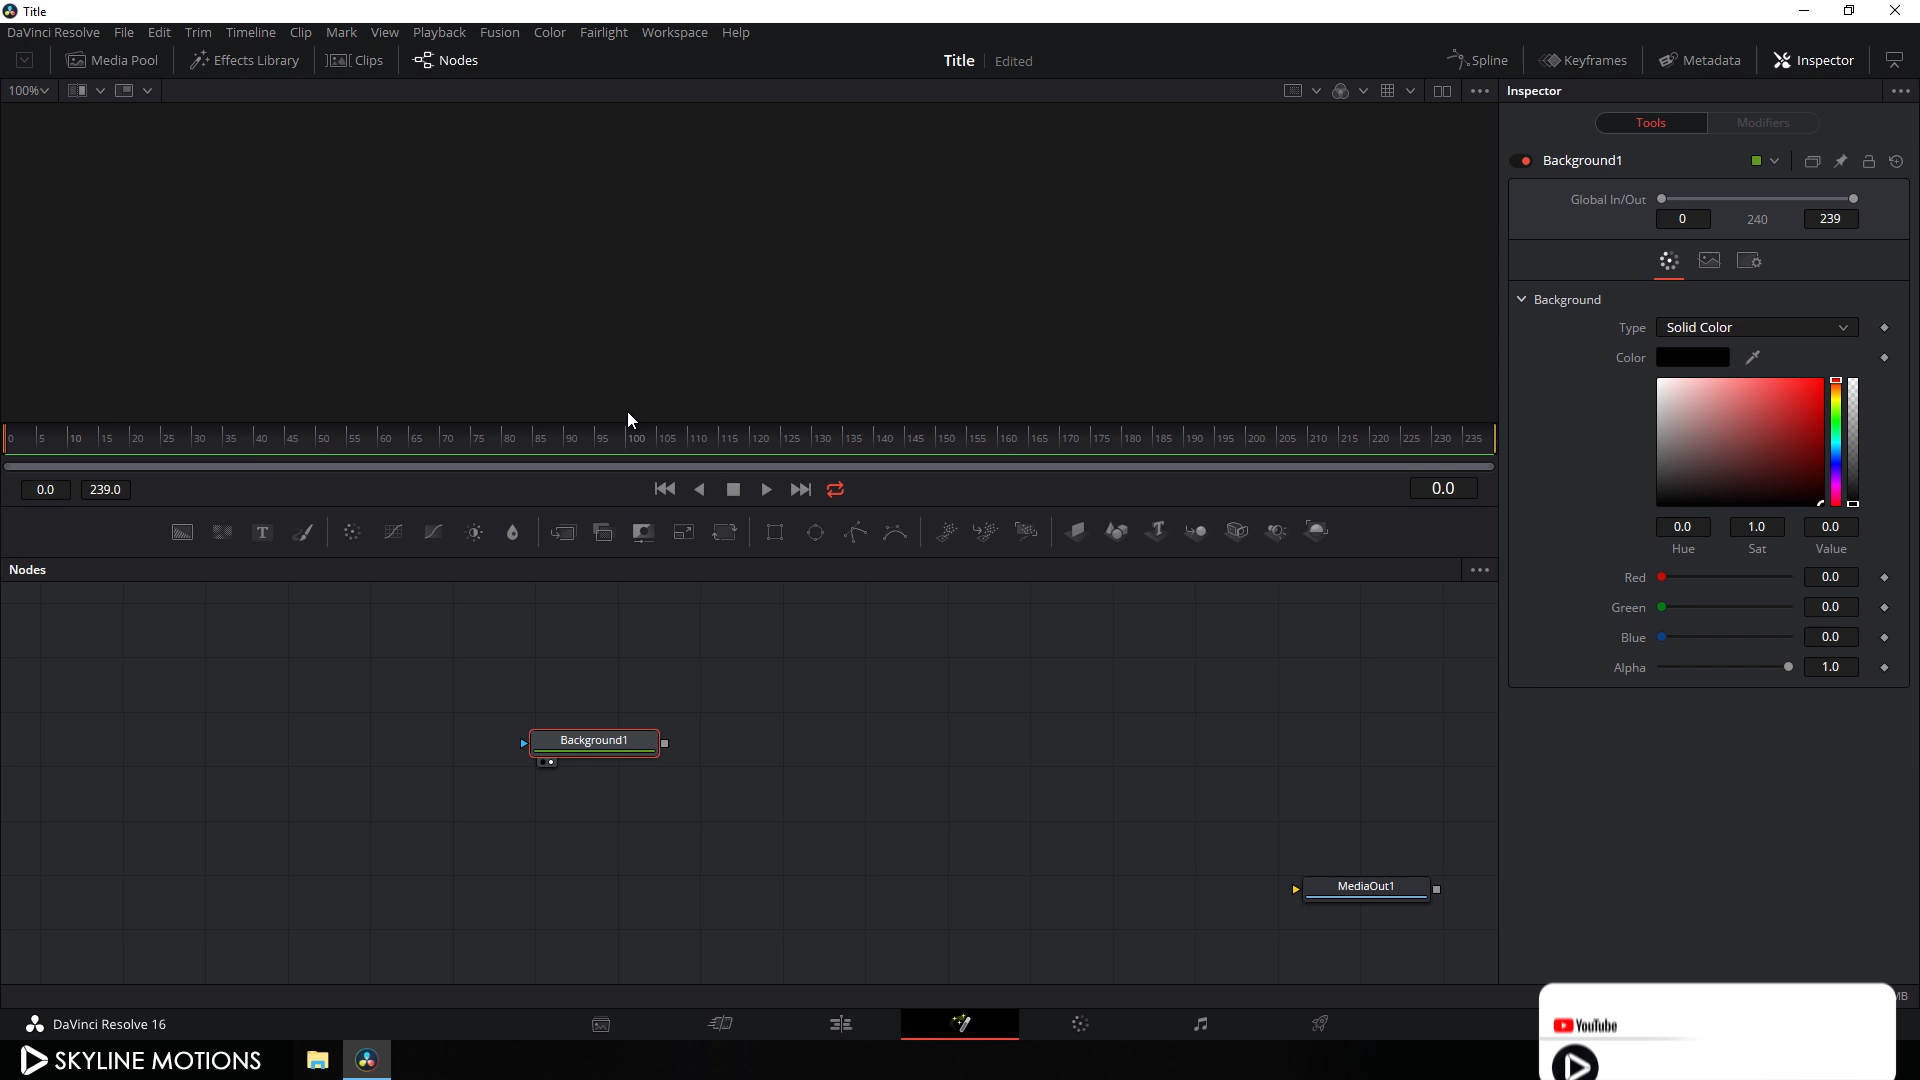 Title
DaVinci Resolve File Edit Trim Timeline Clip Mark View Playback Fusion Color Fairlight Workspace Help
Media Pool Effects Library Clips Nodes Title Edited Spline Keyframes Metadata Inspector
100% Inspector
Tools Modifiers
Background1
Global In/Out
0 240 239
Background
Type Solid Color
Color
0 5 10 15 20 25 30 35 40 45 50 55 60 65 70 75 80 85 90 95 100 105 110 115 120 125 130 135 140 145 150 155 160 165 170 175 180 185 190 195 200 205 210 215 220 225 230 235
0.0 239.0 0.0
0.0 1.0 0.0
Hue Sat Value
Nodes
Red 0.0
Green 0.0
Blue 0.0
Alpha 1.0
Background1
MediaOut1
MB
DaVinci Resolve 16
YouTube
SKYLINE MOTIONS